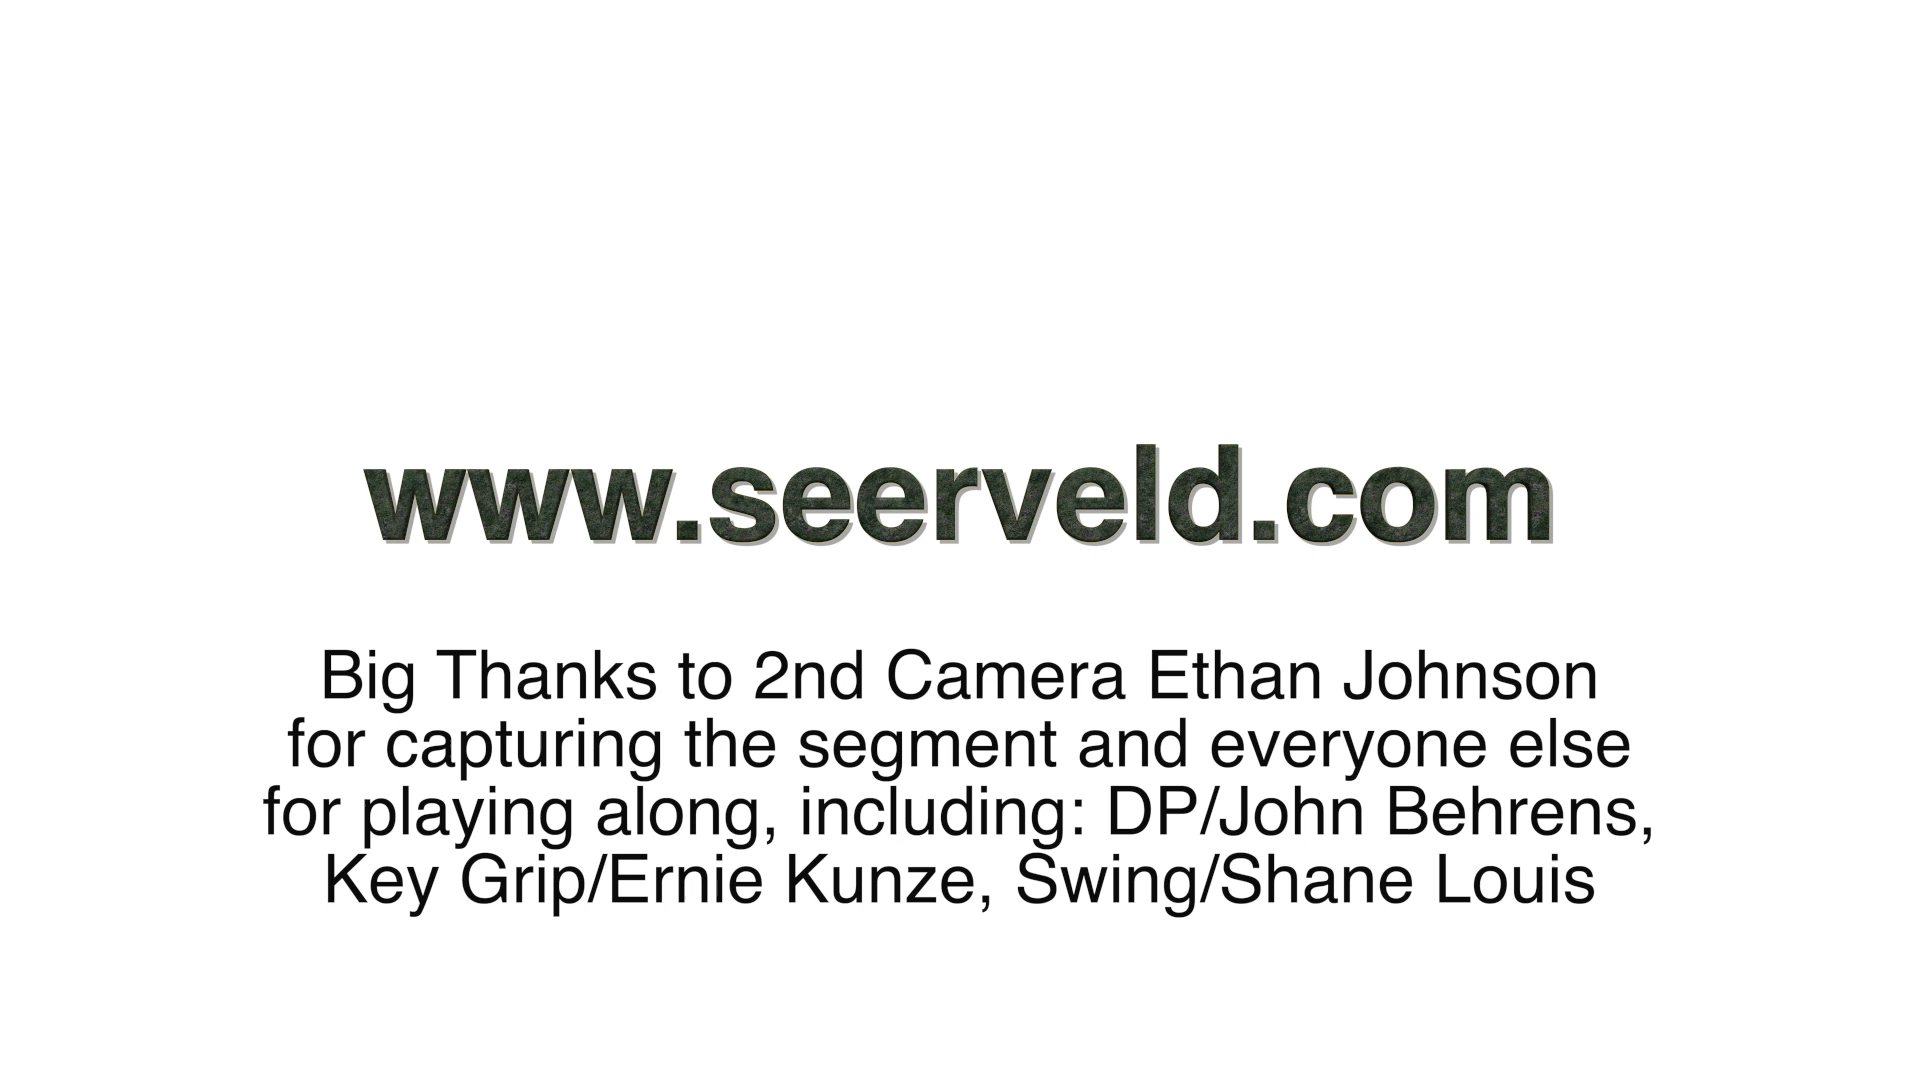 www.seerveld.com
Big Thanks to 2nd Camera Ethan Johnson
for capturing the segment and everyone else
for playing along, including: DP/John Behrens,
Key Grip/Ernie Kunze, Swing/Shane Louis